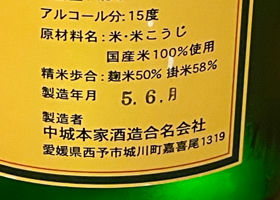 アルコール分:15度
原材料名:米・米こうじ
国産米100%使用
精米歩合:麹米50% 掛米58%
製造年月 5.6.月
製造者
中城本家酒造合名会社
愛媛県西予市城川町嘉喜尾1319